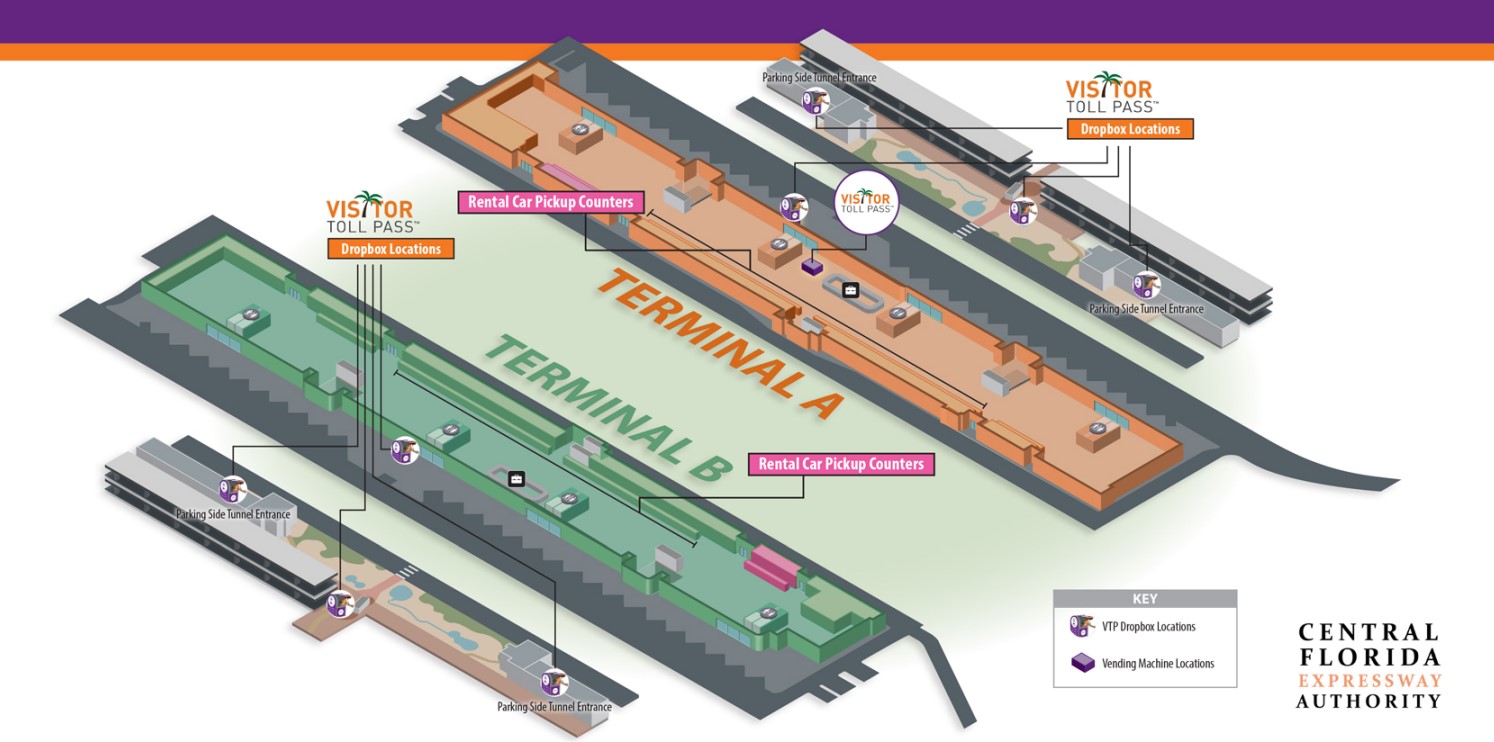 Parking Side Tunnel Entrance
VISITOR
TOLL PASS™
Dropbox Locations
VISITOR
TOLL PASS™
Rental Car Pickup Counters
VISITOR
TOLL PASS™
Dropbox Locations
Parking Side Tunnel Entrance
TERMINAL A
TERMINAL B
Rental Car Pickup Counters
Parking Side Tunnel Entrance
Parking Side Tunnel Entrance
KEY
VTP Dropbox Locations
Vending Machine Locations
CENTRAL
FLORIDA
EXPRESSWAY
AUTHORITY